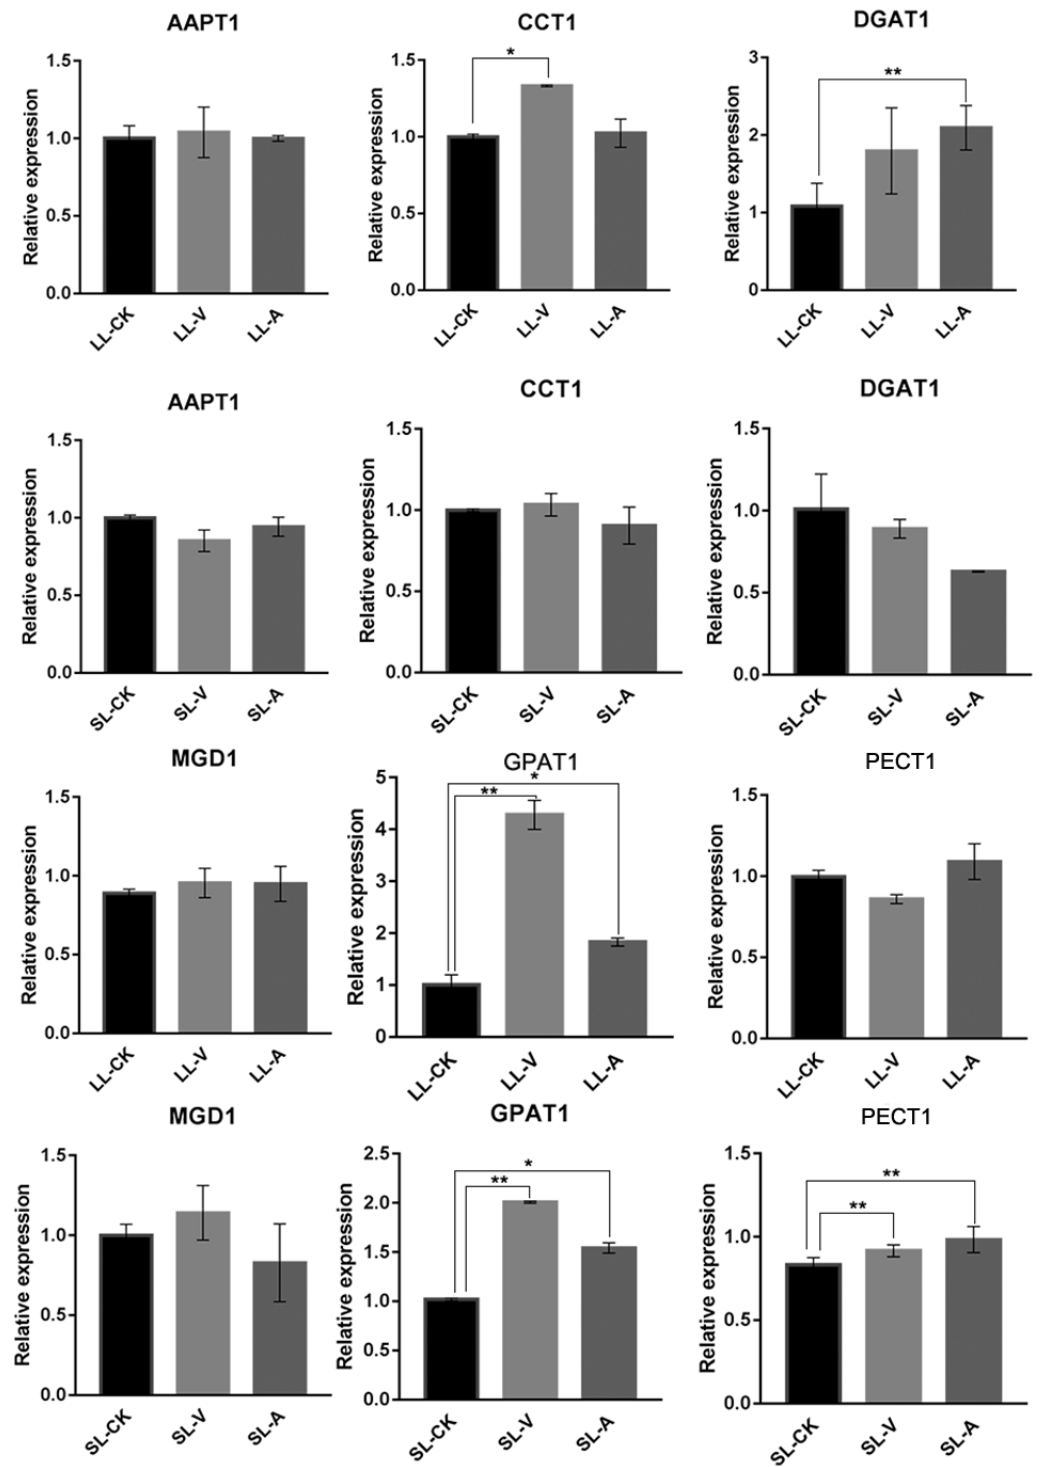 AAPT1
Relative expression
1.5
1.0
0.5
0.0
LL-CK
LL-V
LL-A
CCT1
Relative expression
1.5
1.0
0.5
0.0
*
LL-CK
LL-V
LL-A
DGAT1
Relative expression
3
2
1
0
**
LL-CK
LL-V
LL-A
AAPT1
Relative expression
1.5
1.0
0.5
0.0
SL-CK
SL-V
SL-A
CCT1
Relative expression
1.5
1.0
0.5
0.0
SL-CK
SL-V
SL-A
DGAT1
Relative expression
1.5
1.0
0.5
0.0
SL-CK
SL-V
SL-A
MGD1
Relative expression
1.5
1.0
0.5
0.0
LL-CK
LL-V
LL-A
GPAT1
Relative expression
5
4
3
2
1
0
*
**
LL-CK
LL-V
LL-A
PECT1
Relative expression
1.5
1.0
0.5
0.0
LL-CK
LL-V
LL-A
MGD1
Relative expression
1.5
1.0
0.5
0.0
SL-CK
SL-V
SL-A
GPAT1
Relative expression
2.5
2.0
1.5
1.0
0.5
0.0
*
**
SL-CK
SL-V
SL-A
PECT1
Relative expression
1.5
1.0
0.5
0.0
**
**
SL-CK
SL-V
SL-A